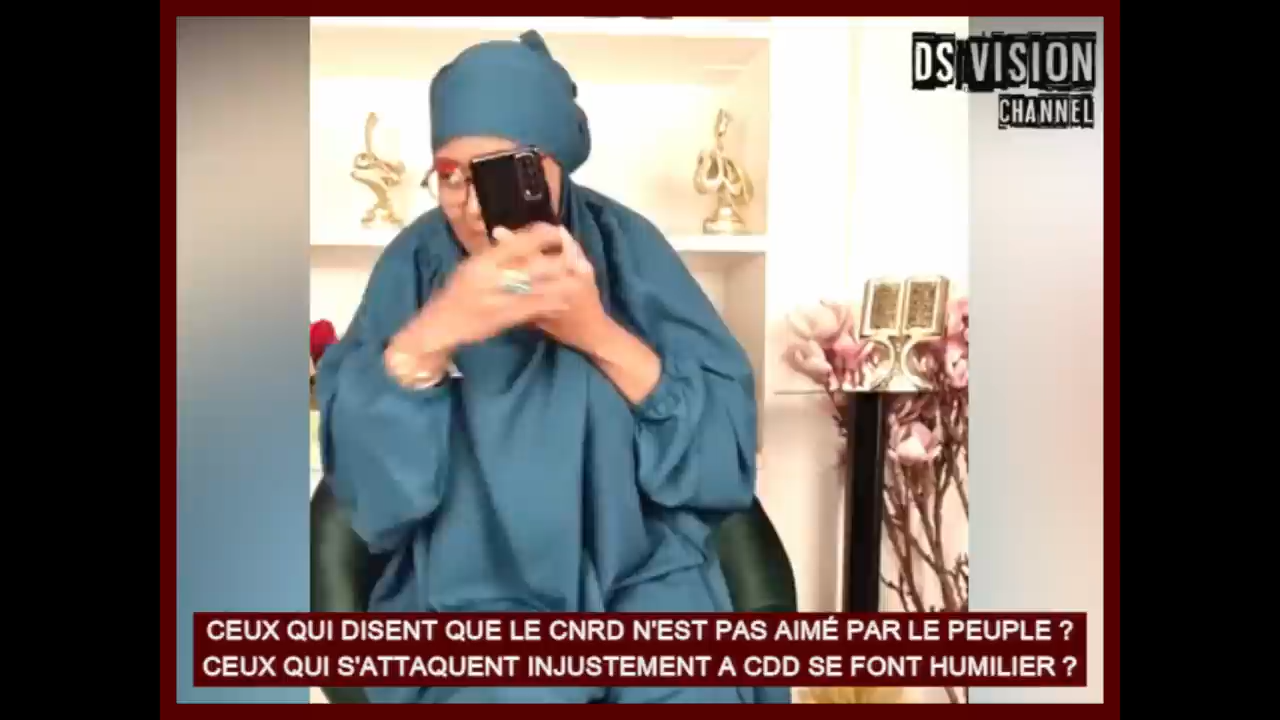 DS VISION
CHANNEL
CEUX QUI DISENT QUE LE CNRD N'EST PAS AIMÉ PAR LE PEUPLE ?
CEUX QUI S'ATTAQUENT INJUSTEMENT A CDD SE FONT HUMILIER ?